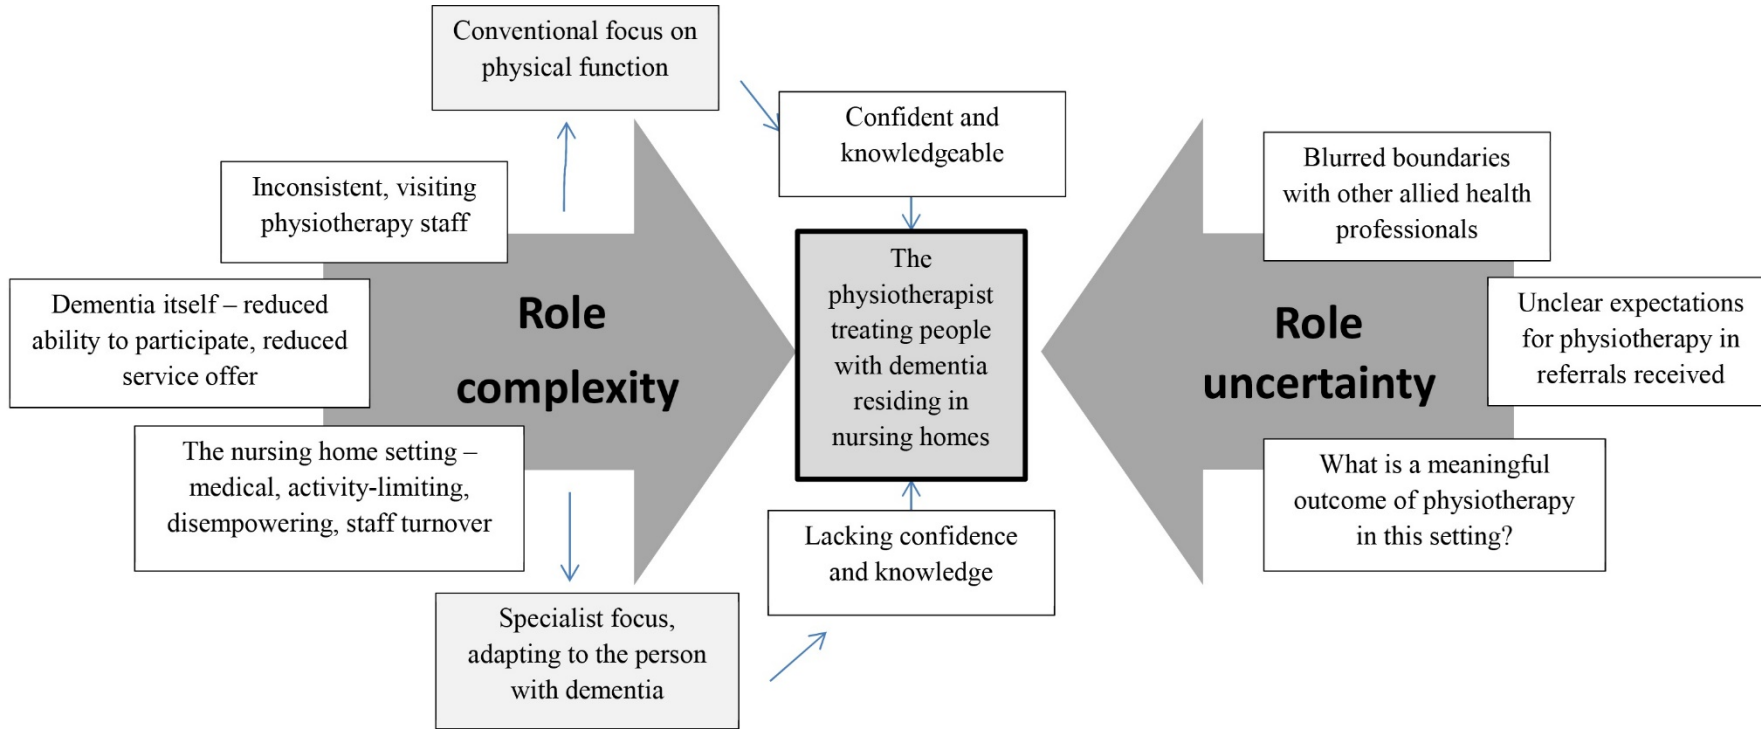 Conventional focus on
physical function
Confident and
knowledgeable
Inconsistent, visiting
physiotherapy staff
Dementia itself – reduced
ability to participate, reduced
service offer
The nursing home setting –
medical, activity-limiting,
disempowering, staff turnover
Role
complexity
Specialist focus,
adapting to the person
with dementia
The
physiotherapist
treating people
with dementia
residing in
nursing homes
Lacking confidence
and knowledge
Role
uncertainty
Blurred boundaries
with other allied health
professionals
Unclear expectations
for physiotherapy in
referrals received
What is a meaningful
outcome of physiotherapy
in this setting?